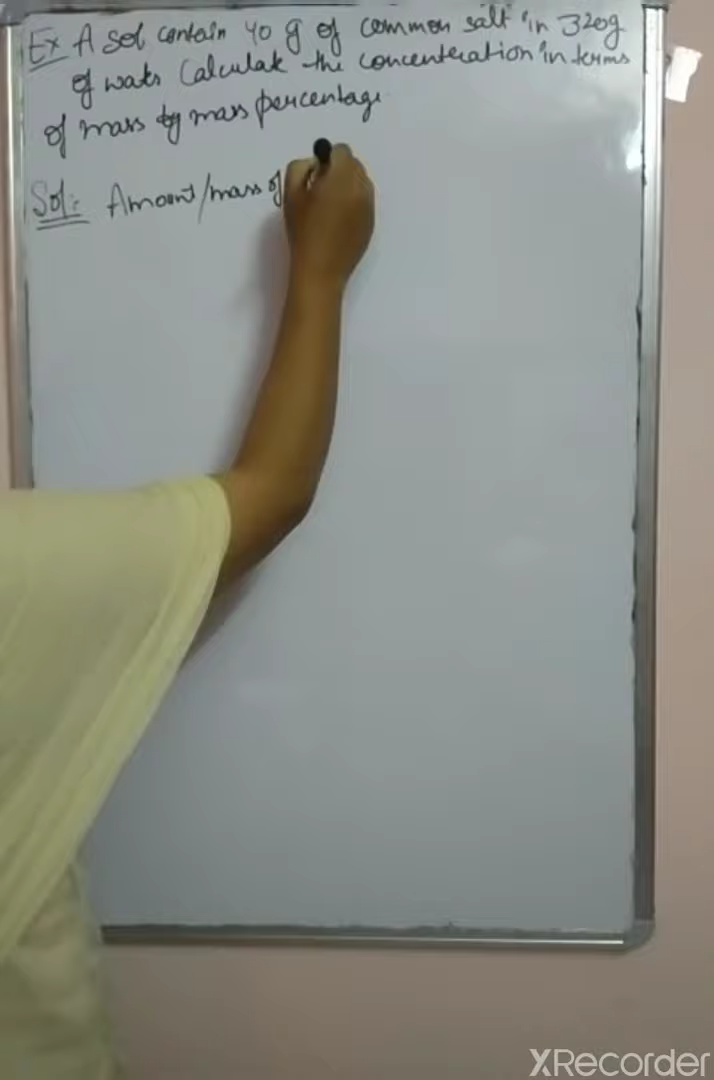 Ex A Sol contain 40 g of common salt in 320g
of water Calculate the concenteration in terms
of mass by mass percentage
Sol:- Amount/mass of
XRecorder